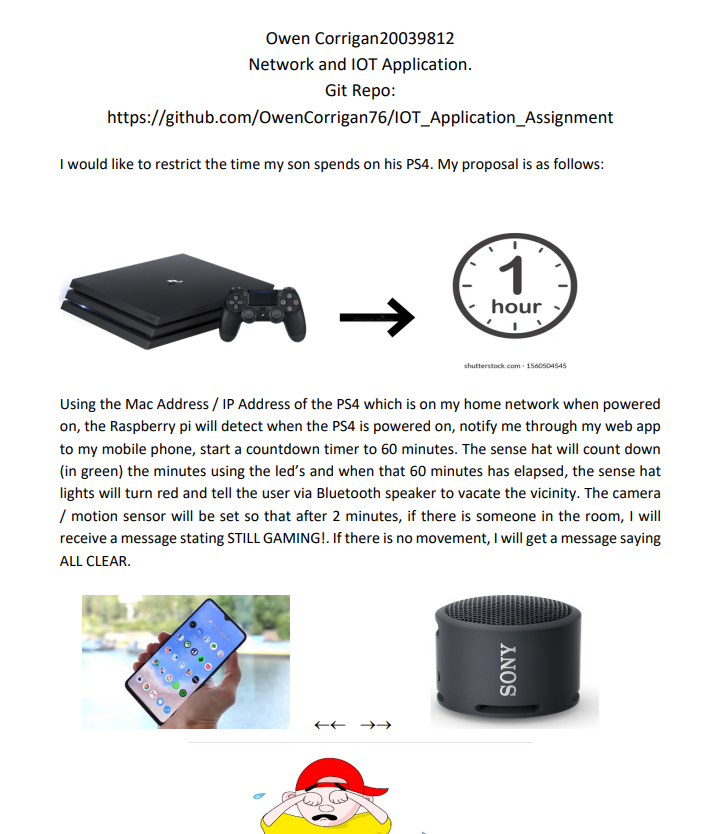 Owen Corrigan20039812
Network and IOT Application.
Git Repo:
https://github.com/OwenCorrigan76/IOT_Application_Assignment
I would like to restrict the time my son spends on his PS4. My proposal is as follows:
1
hour
shutterstock.com · 1560504545
Using the Mac Address / IP Address of the PS4 which is on my home network when powered
on, the Raspberry pi will detect when the PS4 is powered on, notify me through my web app
to my mobile phone, start a countdown timer to 60 minutes. The sense hat will count down
(in green) the minutes using the led’s and when that 60 minutes has elapsed, the sense hat
lights will turn red and tell the user via Bluetooth speaker to vacate the vicinity. The camera
/ motion sensor will be set so that after 2 minutes, if there is someone in the room, I will
receive a message stating STILL GAMING!. If there is no movement, I will get a message saying
ALL CLEAR.
SONY